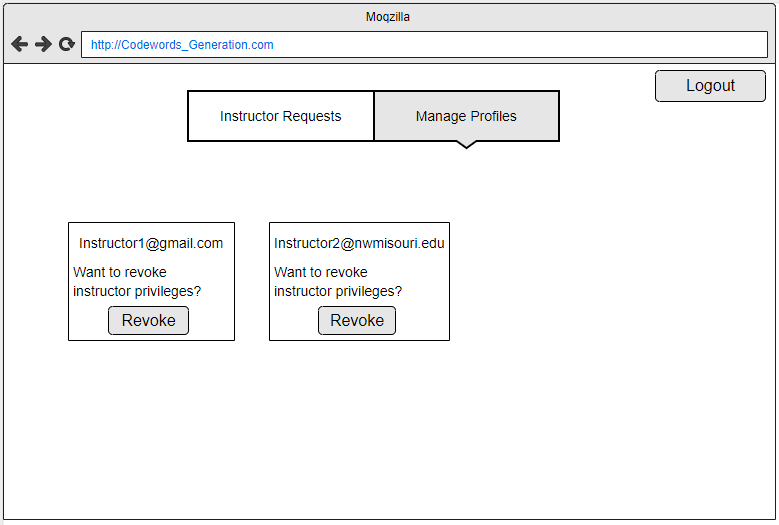 Moqzilla
http://Codewords_Generation.com
Logout
Instructor Requests
Manage Profiles
Instructor1@gmail.com
Want to revoke
instructor privileges?
Revoke
Instructor2@nwmisouri.edu
Want to revoke
instructor privileges?
Revoke